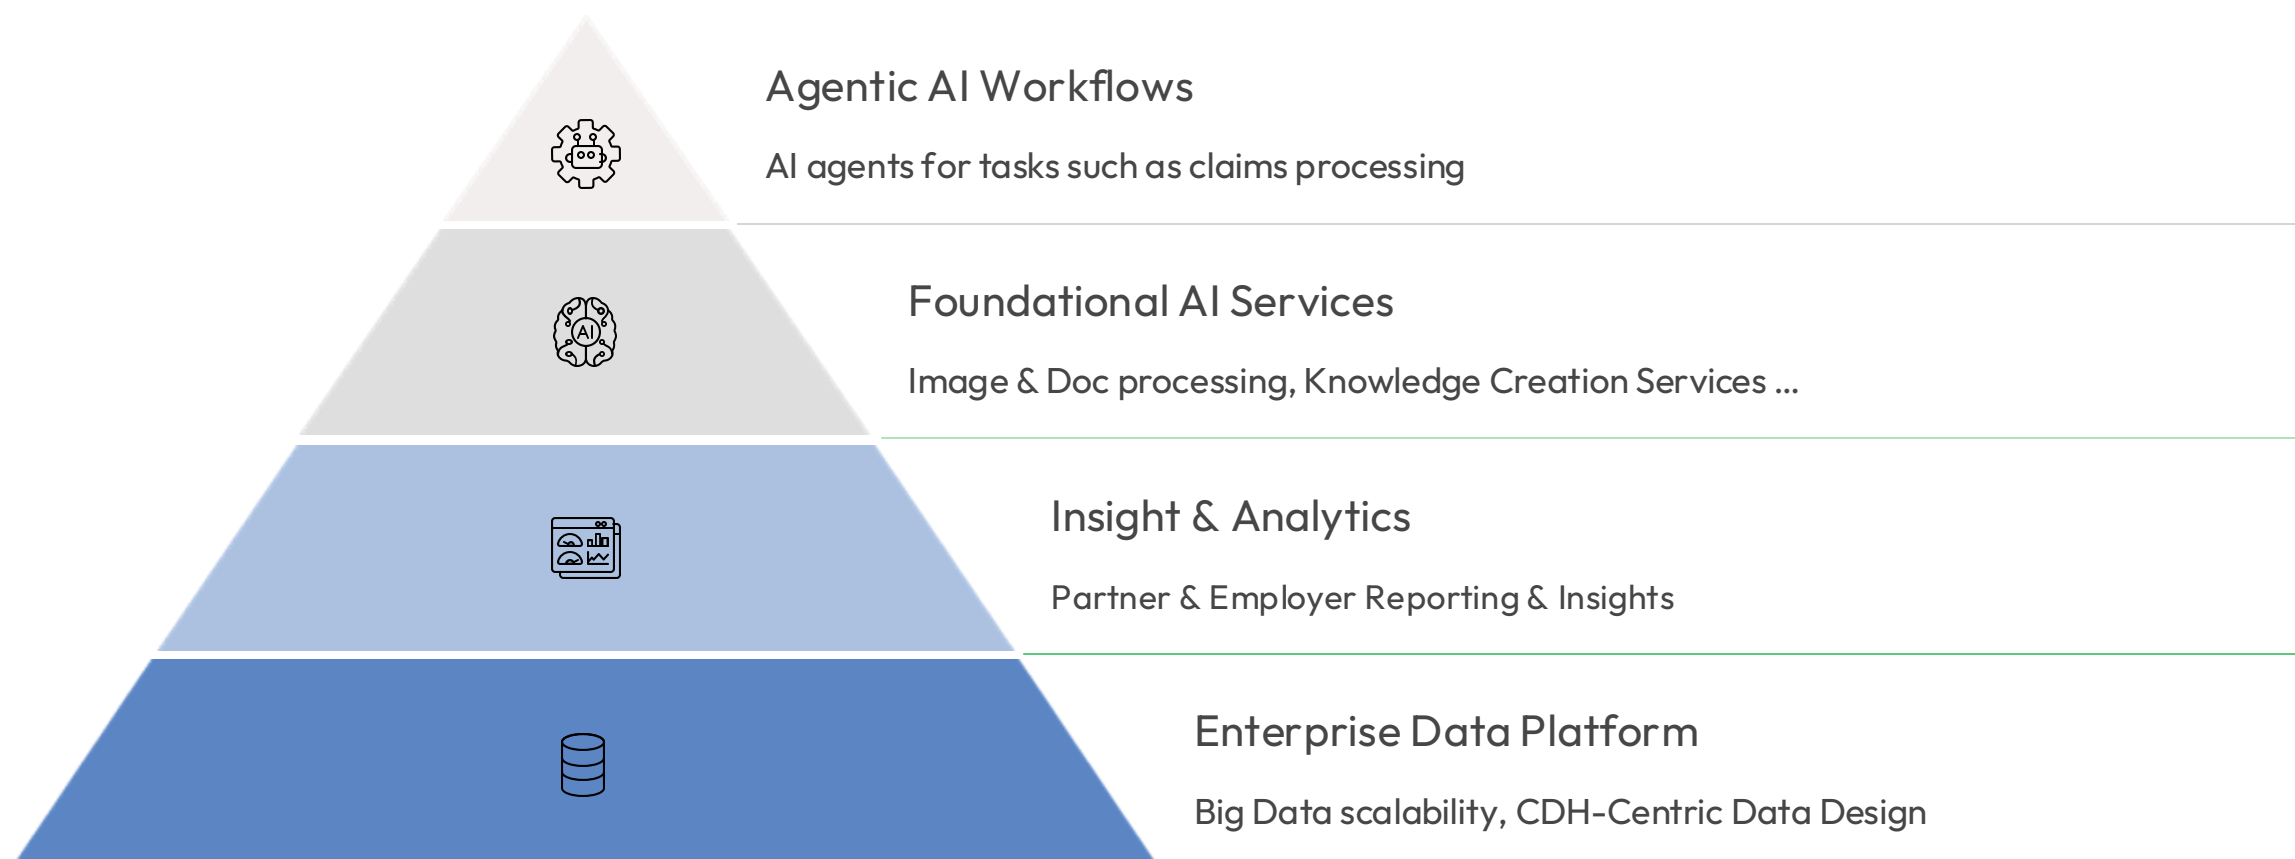 Agentic AI Workflows
AI agents for tasks such as claims processing
AI
Foundational AI Services
Image & Doc processing, Knowledge Creation Services ...
Insight & Analytics
Partner & Employer Reporting & Insights
Enterprise Data Platform
Big Data scalability, CDH-Centric Data Design